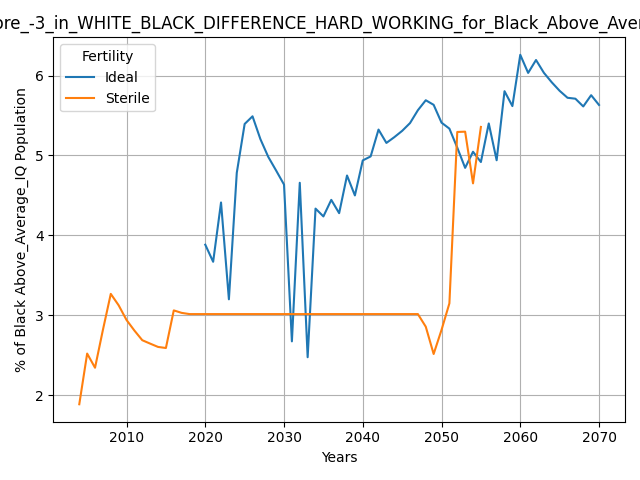 ore_-3_in_WHITE_BLACK_DIFFERENCE_HARD_WORKING_for_Black_Above_Aver
Fertility
Ideal
Sterile
% of Black Above_Average_IQ Population
6
5
4
3
2
2010 2020 2030 2040 2050 2060 2070
Years